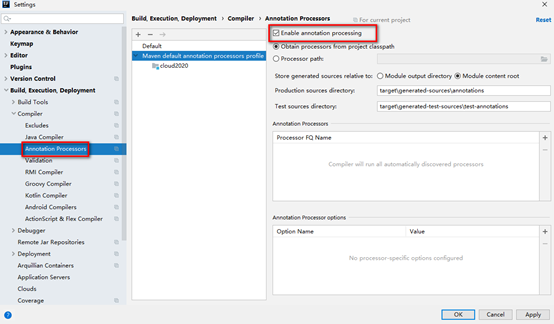 Settings
Appearance & Behavior
Keymap
Editor
Plugins
Version Control
Build, Execution, Deployment
Build Tools
Compiler
Excludes
Java Compiler
Annotation Processors
Validation
RMI Compiler
Groovy Compiler
Kotlin Compiler
Android Compilers
ActionScript & Flex Compiler
Debugger
Remote Jar Repositories
Deployment
Arquillian Containers
Application Servers
Clouds
Coverage
Build, Execution, Deployment › Compiler › Annotation Processors
For current project
Reset
Default
Maven default annotation processors profile
cloud2020
Enable annotation processing
Obtain processors from project classpath
Processor path:
Store generated sources relative to:
Module output directory
Module content root
Production sources directory:
target\generated-sources\annotations
Test sources directory:
target\generated-test-sources\test-annotations
Annotation Processors
Processor FQ Name
Compiler will run all automatically discovered processors
Annotation Processor options
Option Name
Value
No processor-specific options configured
OK
Cancel
Apply